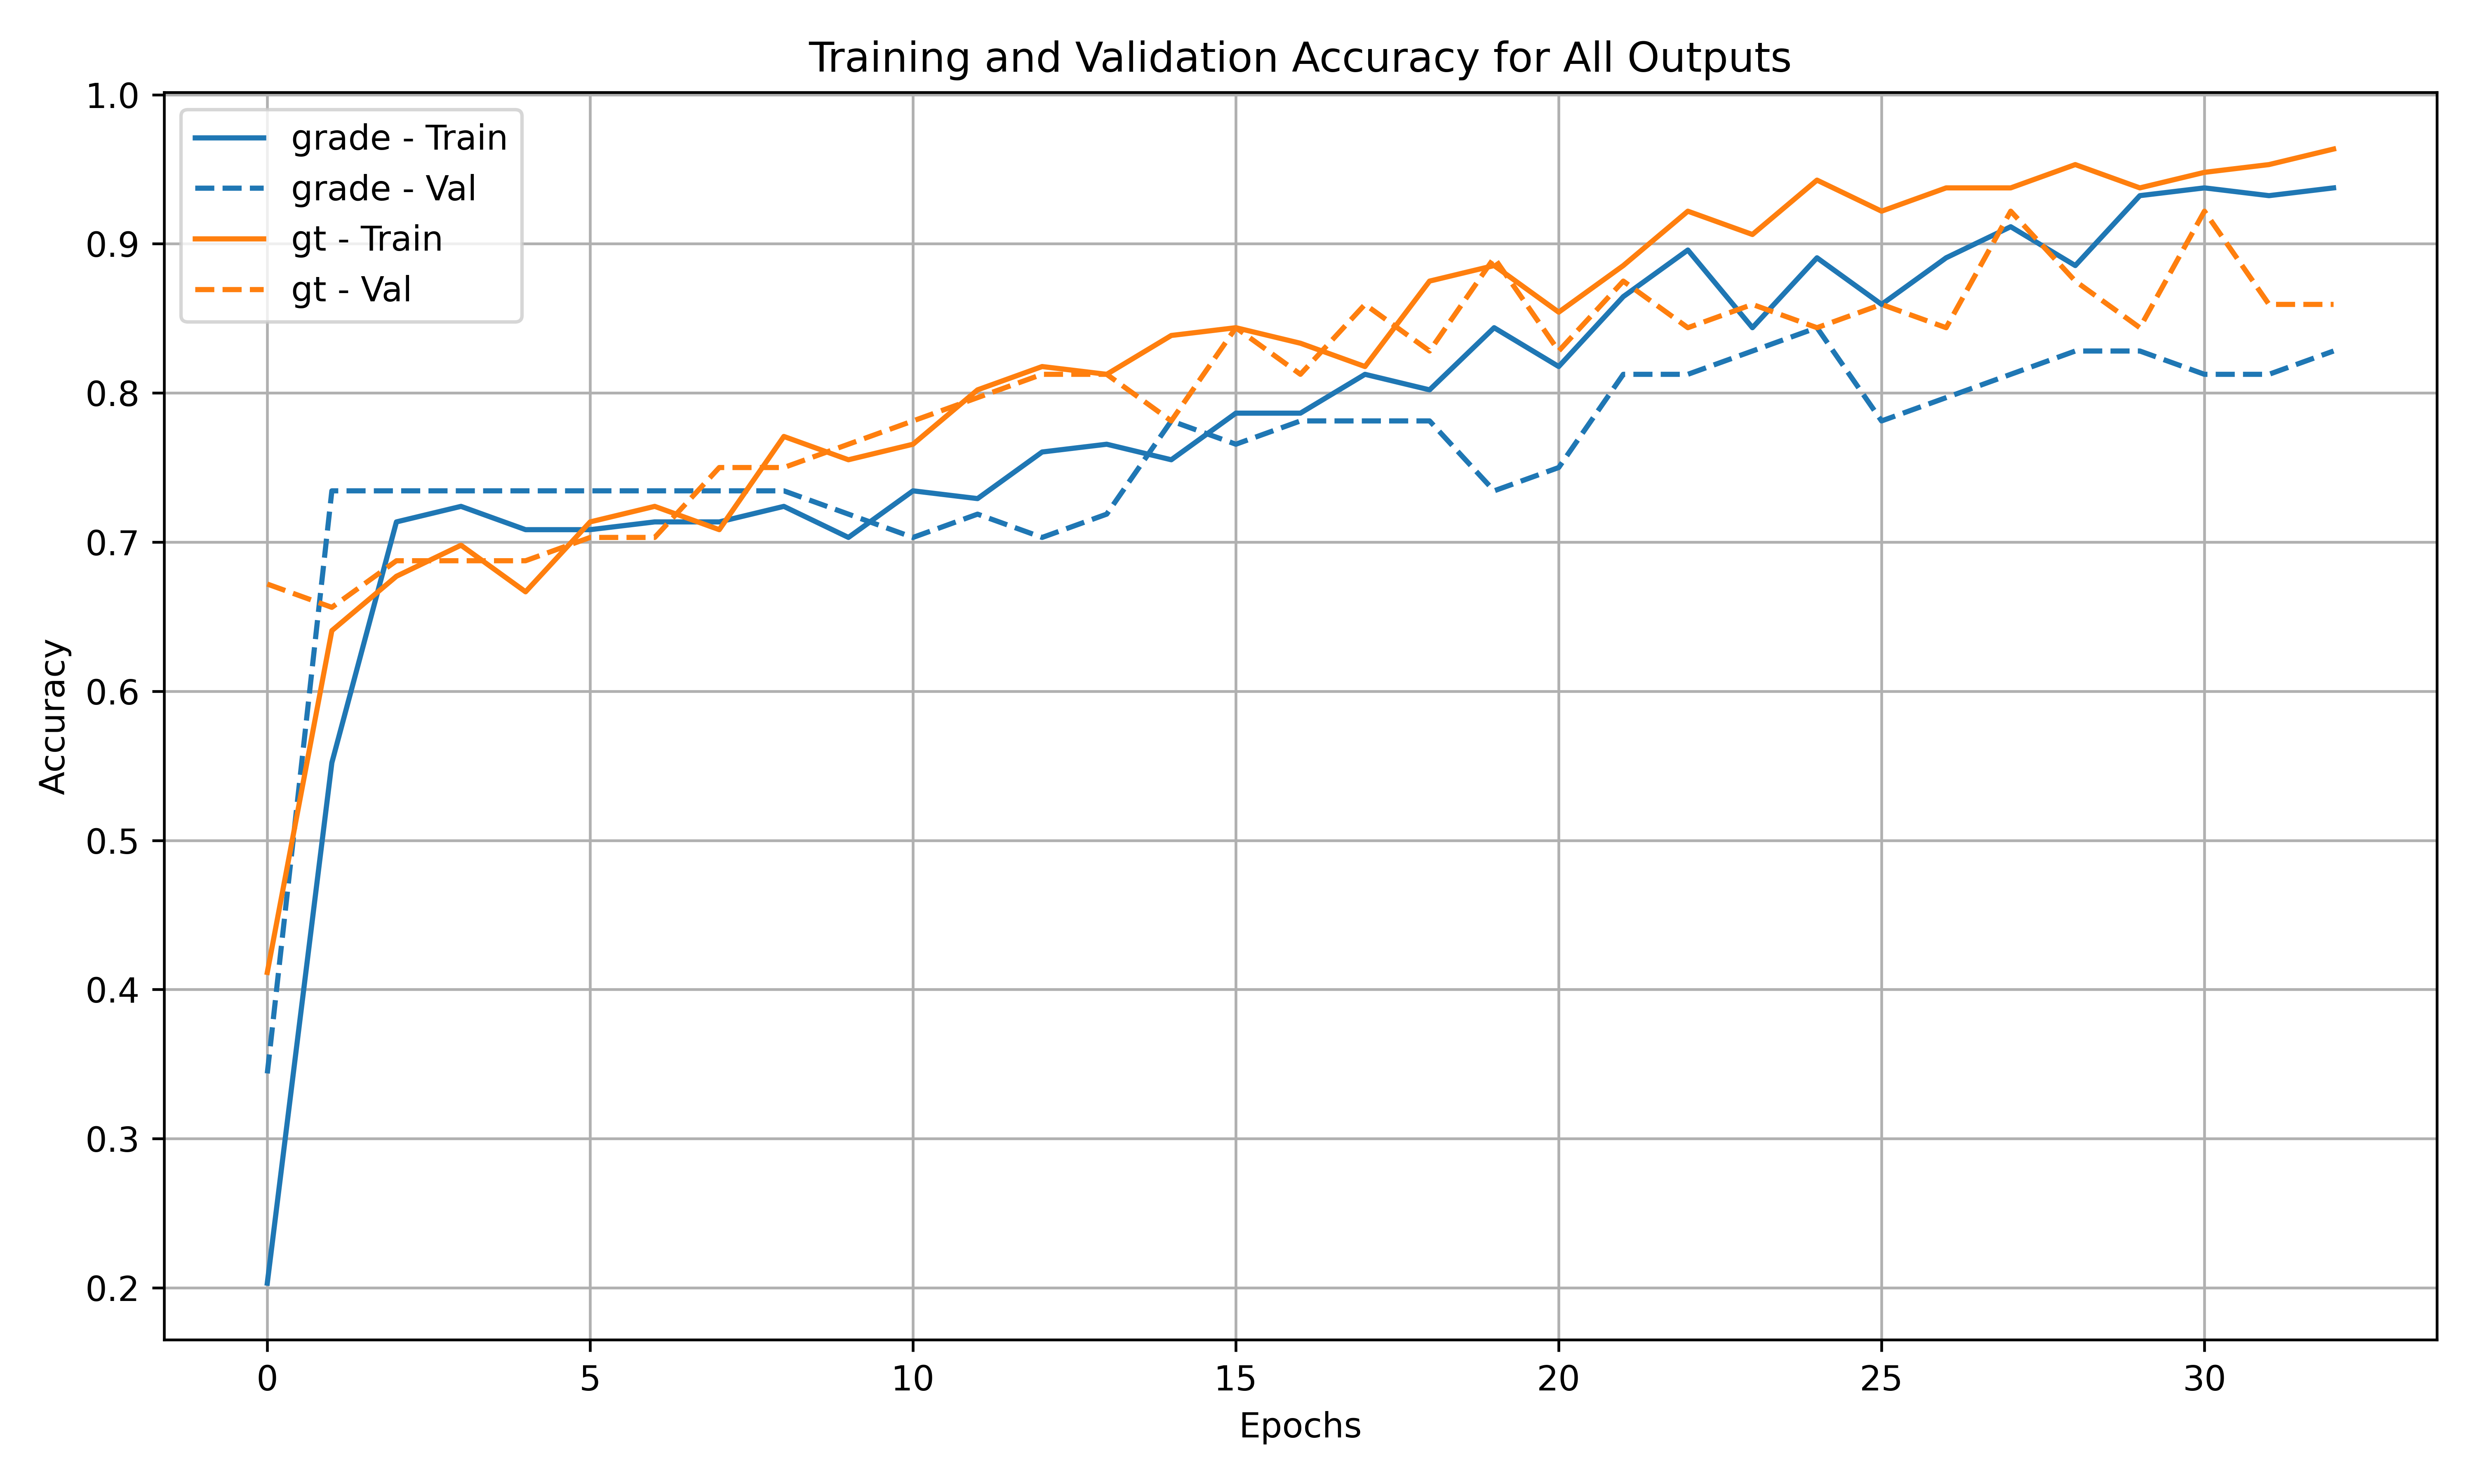 Training and Validation Accuracy for All Outputs
grade - Train
grade - Val
gt - Train
gt - Val
1.0
0.9
0.8
0.7
0.6
0.5
0.4
0.3
0.2
Accuracy
0 5 10 15 20 25 30
Epochs